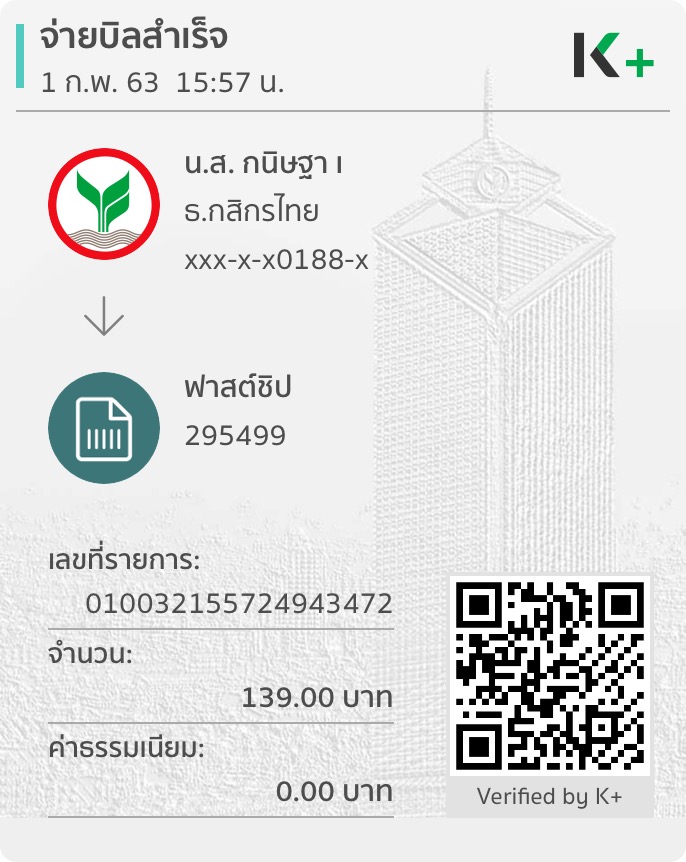 จ่ายบิลสำเร็จ
1 ก.พ. 63 15:57 น.
K+
น.ส. กนิษฐา เ
ธ.กสิกรไทย
xxx-x-x0188-x
ฟาสต์ชิป
295499
เลขที่รายการ:
010032155724943472
จำนวน:
139.00 บาท
ค่าธรรมเนียม:
0.00 บาท
Verified by K+